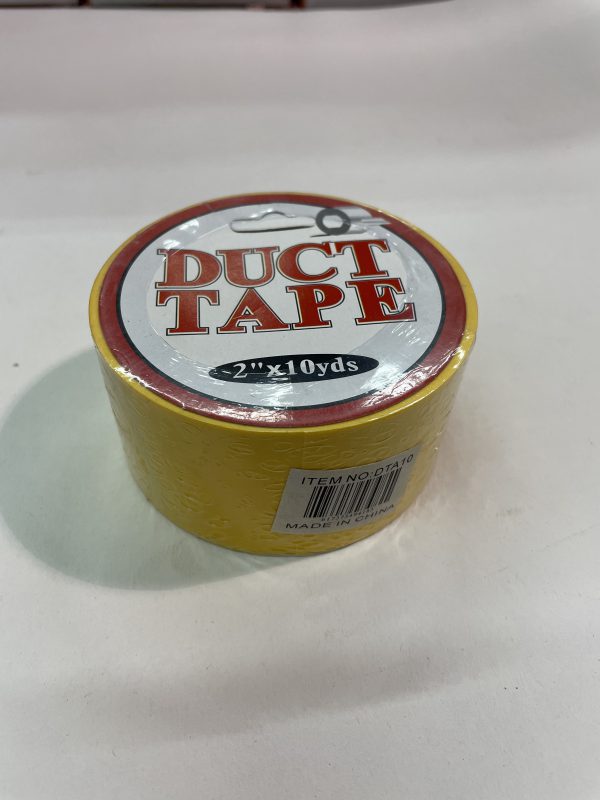 DUCT
TAPE
2"x10yds
ITEM NO:DTA10
MADE IN CHINA